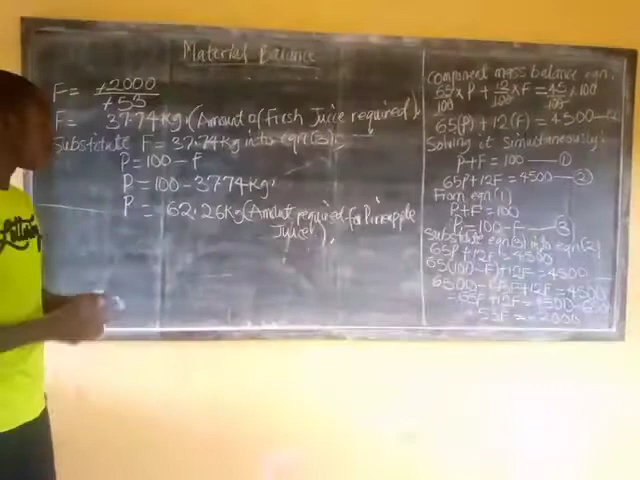 Material Balance
F = +2000
+53
F = 37.74kg (Amount of Fresh Juice required).
Substitute F = 37.74kg into eqn (3);
P = 100 - F
P = 100 - 37.74kg
P = 62.26kg (Amount required for Pineapple
Juice).
Component mass balance eqn.
65/100 x P + 12/100 x F = 45/100 x 100
65(P) + 12(F) = 4500
Solving it Simultaneously:
P + F = 100 — (1)
65P + 12F = 4500 — (2)
From eqn (1)
P + F = 100
P = 100 - F — (3)
Substitute eqn (3) into eqn (2)
65P + 12F = 4500
65(100 - F) + 12F = 4500
+ 12F = 4500
-65F + 12F = 4500 -
-53F = -2000